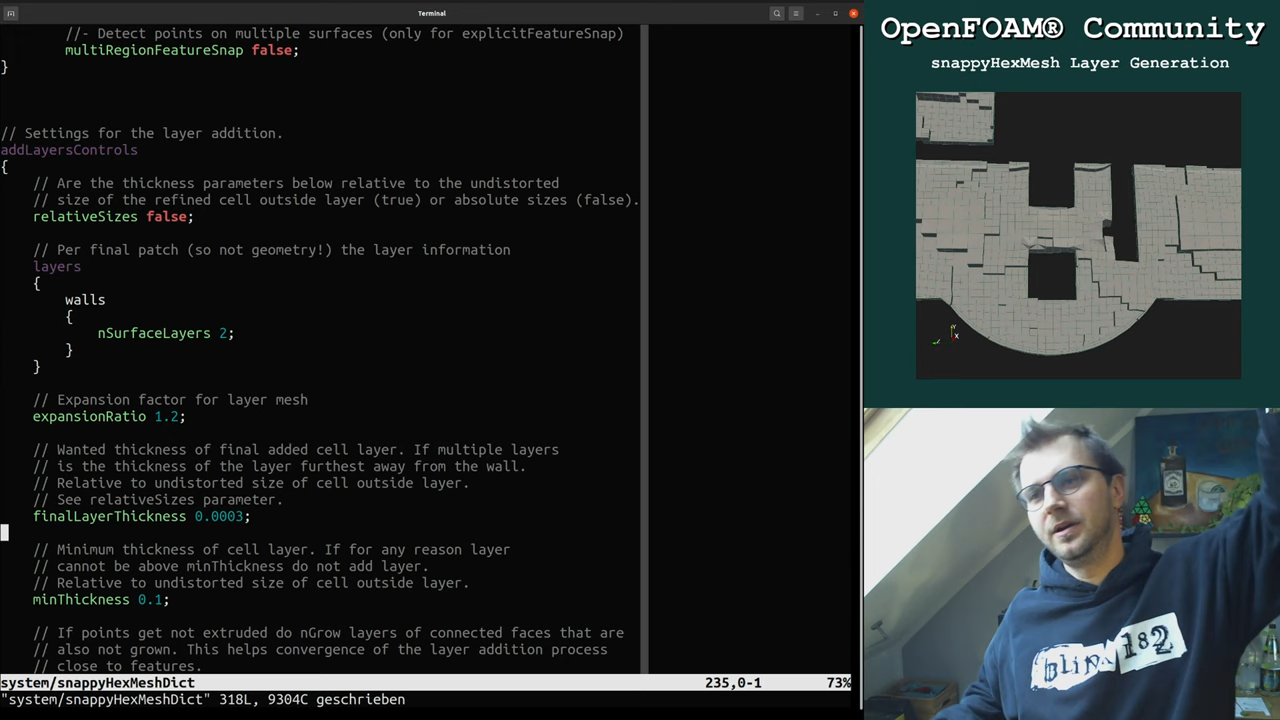 Terminal
//- Detect points on multiple surfaces (only for explicitFeatureSnap)
multiRegionFeatureSnap false;
}
// Settings for the layer addition.
addLayersControls
{
// Are the thickness parameters below relative to the undistorted
// size of the refined cell outside layer (true) or absolute sizes (false).
relativeSizes false;
// Per final patch (so not geometry!) the layer information
layers
{
walls
{
nSurfaceLayers 2;
}
}
// Expansion factor for layer mesh
expansionRatio 1.2;
// Wanted thickness of final added cell layer. If multiple layers
// is the thickness of the layer furthest away from the wall.
// Relative to undistorted size of cell outside layer.
// See relativeSizes parameter.
finalLayerThickness 0.0003;
// Minimum thickness of cell layer. If for any reason layer
// cannot be above minThickness do not add layer.
// Relative to undistorted size of cell outside layer.
minThickness 0.1;
// If points get not extruded do nGrow layers of connected faces that are
// also not grown. This helps convergence of the layer addition process
// close to features.
system/snappyHexMeshDict 235,0-1 73%
"system/snappyHexMeshDict" 318L, 9304C geschrieben
OpenFOAM® Community
snappyHexMesh Layer Generation
Y
X
blink 182